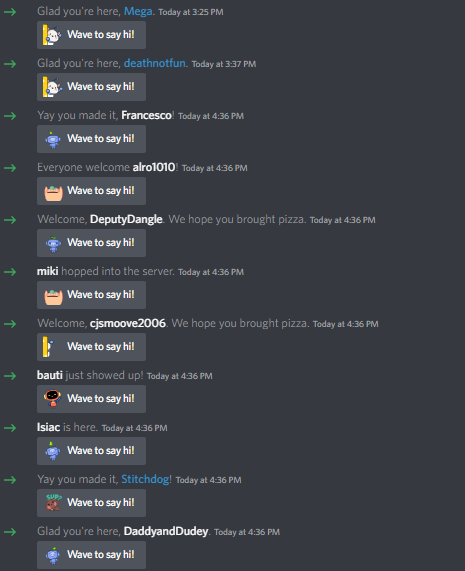 Glad you're here, Mega. Today at 3:25 PM
Wave to say hi!
Glad you're here, deathnotfun. Today at 3:37 PM
Wave to say hi!
Yay you made it, Francesco! Today at 4:36 PM
Wave to say hi!
Everyone welcome alro1010! Today at 4:36 PM
Wave to say hi!
Welcome, DeputyDangle. We hope you brought pizza. Today at 4:36 PM
Wave to say hi!
miki hopped into the server. Today at 4:36 PM
Wave to say hi!
Welcome, cjsmoove2006. We hope you brought pizza. Today at 4:36 PM
Wave to say hi!
bauti just showed up! Today at 4:36 PM
Wave to say hi!
Isiac is here. Today at 4:36 PM
Wave to say hi!
Yay you made it, Stitchdog! Today at 4:36 PM
SUP? Wave to say hi!
Glad you're here, DaddyandDudey. Today at 4:36 PM
Wave to say hi!